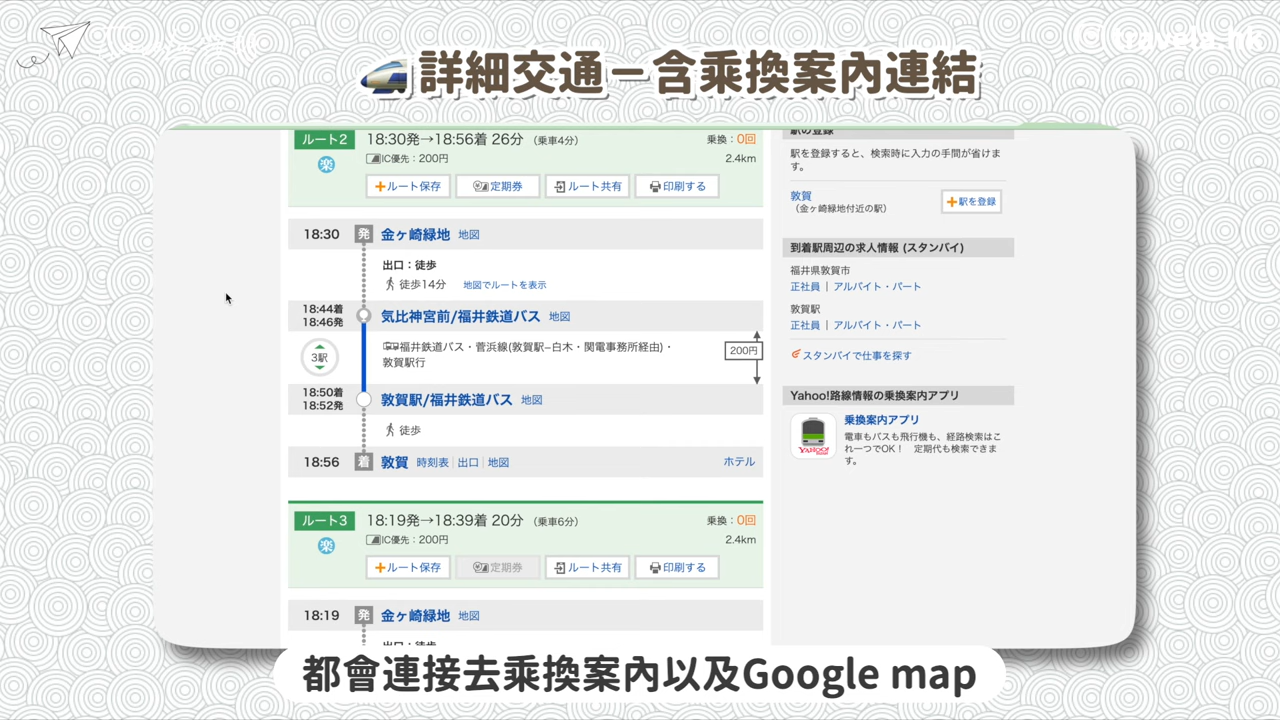 詳細交通－含乘換案內連結
ルート2
18:30発→18:56着 26分 (乗車4分)
乗換：0回
楽
IC優先：200円
2.4km
+ルート保存
定期券
ルート共有
印刷する
18:30 発 金ヶ崎緑地 地図
出口：徒歩
徒歩14分 地図でルートを表示
18:44着
18:46発
気比神宮前/福井鉄道バス 地図
3駅
福井鉄道バス・菅浜線(敦賀駅−白木・関電事務所経由)・
敦賀駅行
200円
18:50着
18:52発
敦賀駅/福井鉄道バス 地図
徒歩
18:56 着 敦賀 時刻表 | 出口 | 地図 ホテル
ルート3
18:19発→18:39着 20分 (乗車6分)
乗換：0回
楽
IC優先：200円
2.4km
+ルート保存
定期券
ルート共有
印刷する
18:19 発 金ヶ崎緑地 地図
出口：徒歩
駅の登録
駅を登録すると、検索時に入力の手間が省けま
す。
敦賀
（金ヶ崎緑地付近の駅）
+駅を登録
到着駅周辺の求人情報 (スタンバイ)
福井県敦賀市
正社員 | アルバイト・パート
敦賀駅
正社員 | アルバイト・パート
スタンバイで仕事を探す
Yahoo!路線情報の乗換案内アプリ
YAHOO!
乗換案内アプリ
電車もバスも飛行機も、経路検索はこ
れ一つでOK！　定期代も検索できま
す。
都會連接去乘換案內以及Google map